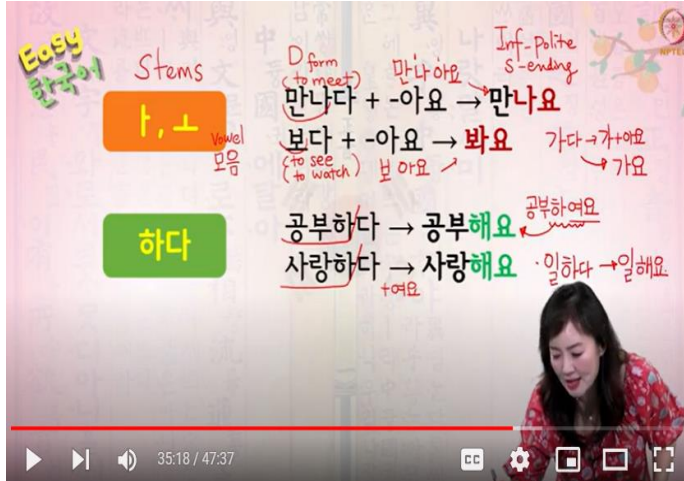 Easy
한국어
Stems
D form
(to meet)
만나아요
Inf-polite
S-ending
NPTEL
ㅏ,ㅗ
vowel
모음
만나다 + -아요 → 만나요
보다 + -아요 → 봐요
(to see
(to watch)
보아요
가다 → 가+아요
가요
하다
공부하다 → 공부해요
공부하여요
사랑하다 → 사랑해요
+여요
·일하다 → 일해요.
35:18 / 47:37
CC